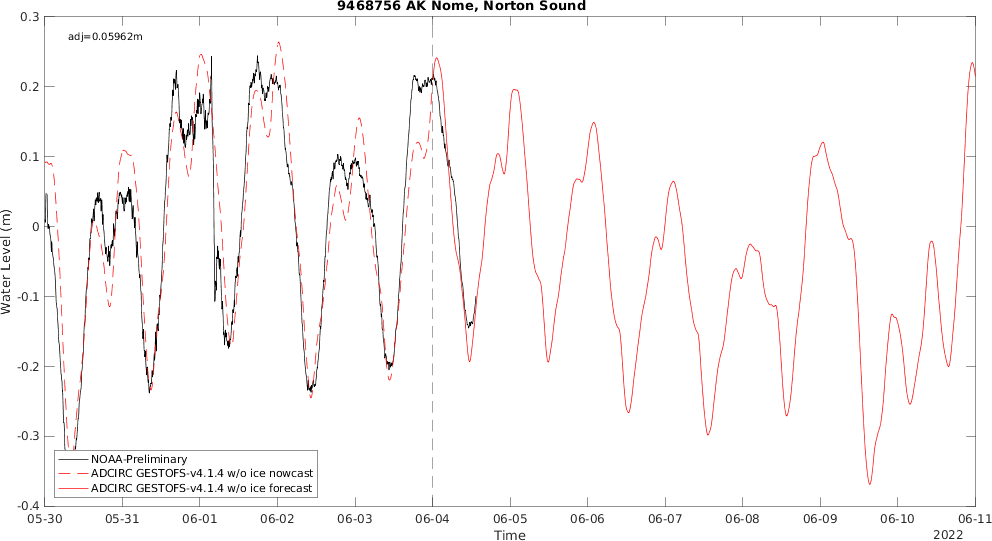 9468756 AK Nome, Norton Sound
adj=0.05962m
0.3
0.2
0.1
0
-0.1
-0.2
-0.3
-0.4
Water Level (m)
NOAA-Preliminary
ADCIRC GESTOFS-v4.1.4 w/o ice nowcast
ADCIRC GESTOFS-v4.1.4 w/o ice forecast
05-30 05-31 06-01 06-02 06-03 06-04 06-05 06-06 06-07 06-08 06-09 06-10 06-11
Time
2022